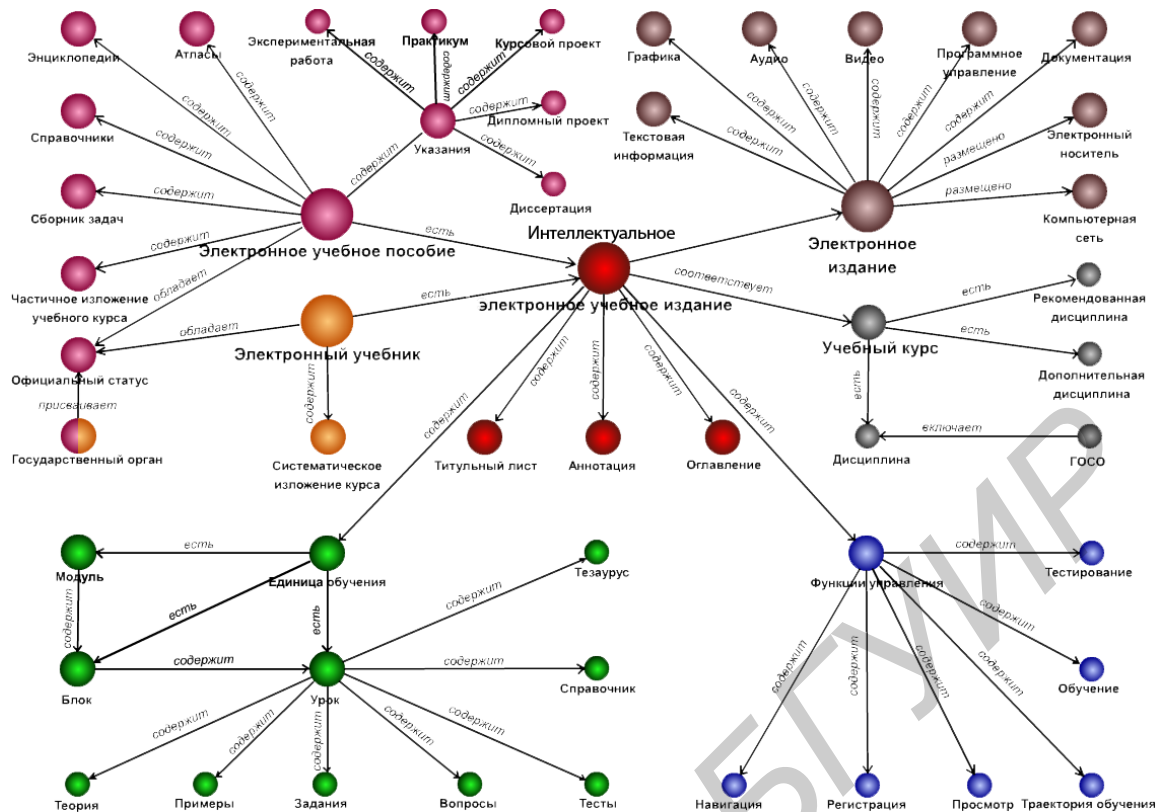 Энциклопедии
Атласы
Экспериментальная
работа
Практикум
Курсовой проект
Графика
Аудио
Видео
Программное
управление
Документация
содержит
содержит
содержит
содержит
содержит
содержит
содержит
содержит
содержит
содержит
содержит
Справочники
содержит
содержит
Указания
Дипломный проект
содержит
Текстовая
информация
содержит
размещено
Электронный
носитель
Сборник задач
содержит
содержит
Диссертация
размещено
Компьютерная
сеть
Электронное учебное пособие
есть
Интеллектуальное
Электронное
издание
содержит
Частичное изложение
учебного курса
обладает
есть
электронное учебное издание
соответствует
есть
Рекомендованная
дисциплина
обладает
Электронный учебник
Учебный курс
есть
Дополнительная
дисциплина
Официальный статус
присваивает
Государственный орган
содержит
Систематическое
изложение курса
содержит
содержит
содержит
содержит
содержит
Титульный лист
Аннотация
Оглавление
есть
Дисциплина
включает
ГОСО
Модуль
есть
Единица обучения
Тезаурус
Функции управления
содержит
Тестирование
содержит
есть
есть
содержит
содержит
Блок
содержит
Урок
содержит
Справочник
Обучение
содержит
содержит
содержит
содержит
содержит
содержит
содержит
содержит
содержит
Теория
Примеры
Задания
Вопросы
Тесты
Навигация
Регистрация
Просмотр
Траектория обучения
БГУИР